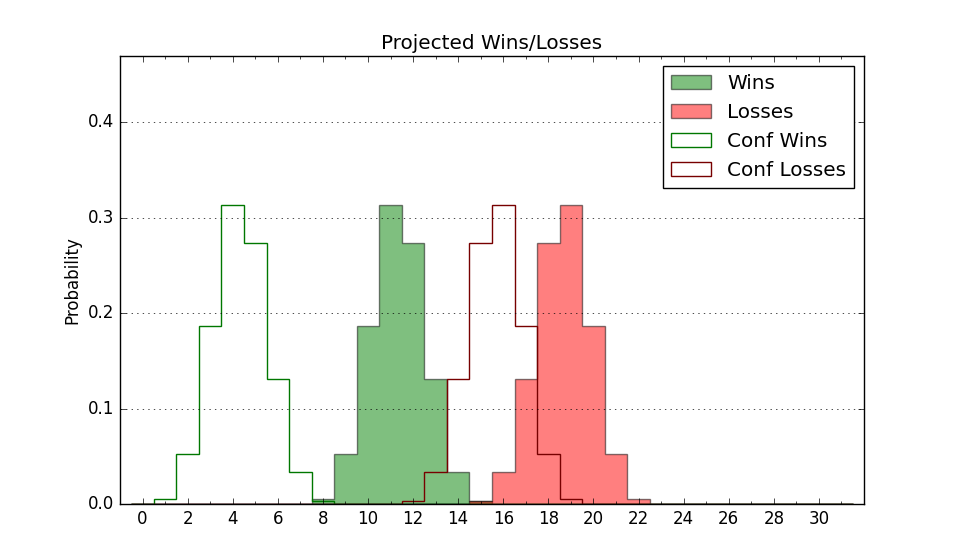 Projected Wins/Losses
Wins
Losses
Conf Wins
Conf Losses
Probability
0.4
0.3
0.2
0.1
0.0
0 2 4 6 8 10 12 14 16 18 20 22 24 26 28 30